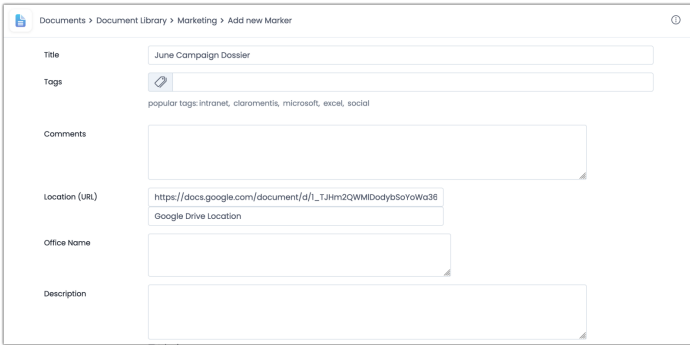 Documents > Document Library > Marketing > Add new Marker
Title
June Campaign Dossier
Tags
popular tags: intranet, claromentis, microsoft, excel, social
Comments
Location (URL)
https://docs.google.com/document/d/1_TJHm2QWMlDodybSoYoWa36
Google Drive Location
Office Name
Description